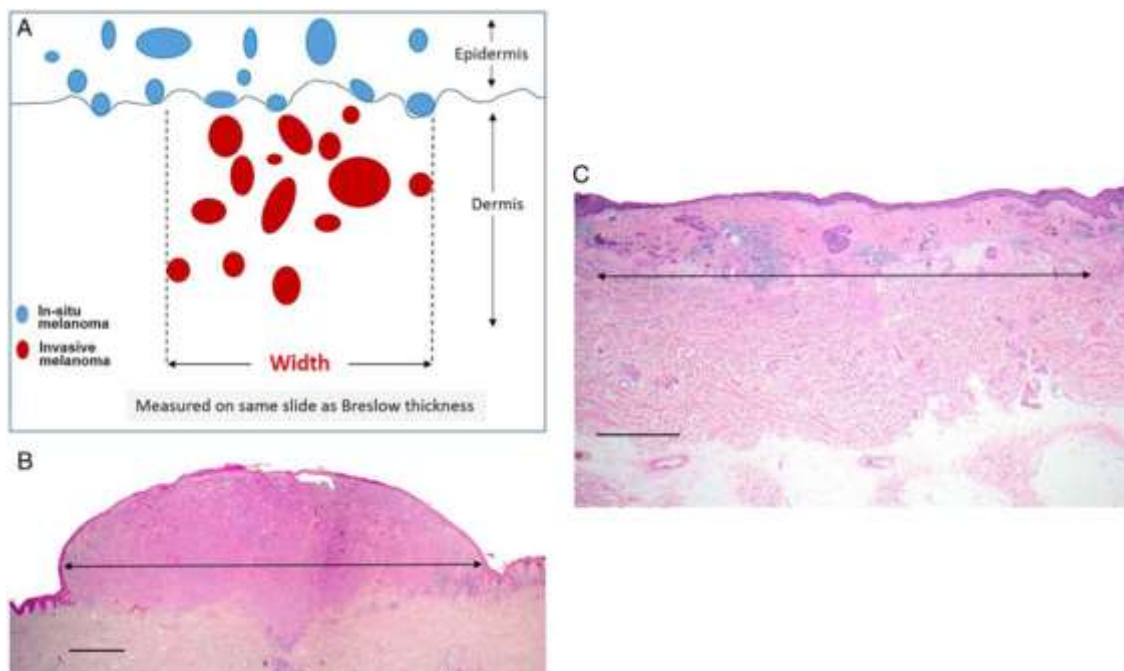 A
Epidermis
Dermis
In-situ
melanoma
Invasive
melanoma
Width
Measured on same slide as Breslow thickness
B
C